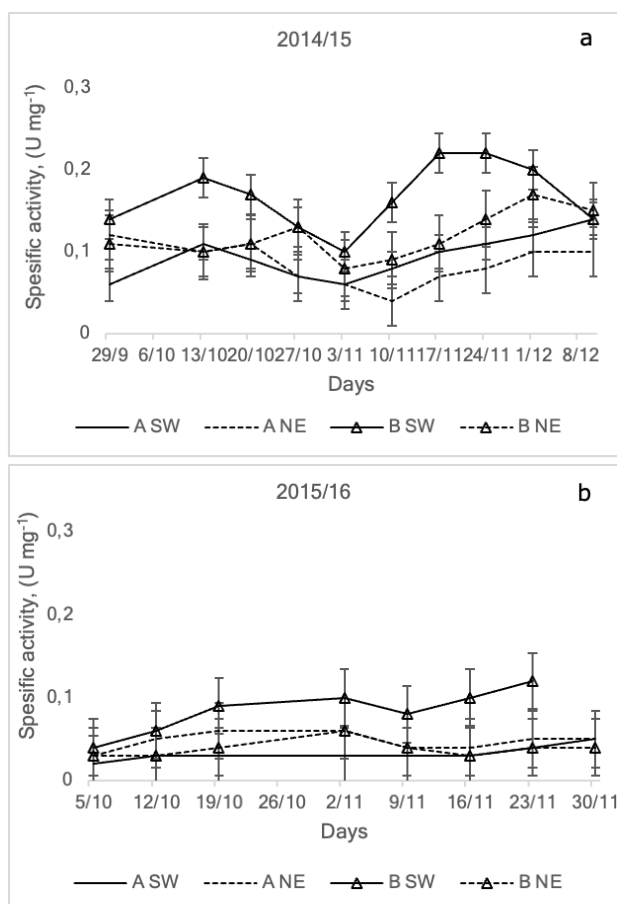 2014/15
a
Spesific activity, (U mg⁻¹)
0,3
0,2
0,1
0
29/9 6/10 13/10 20/10 27/10 3/11 10/11 17/11 24/11 1/12 8/12
Days
A SW A NE B SW B NE
2015/16
b
Spesific activity, (U mg⁻¹)
0,3
0,2
0,1
0
5/10 12/10 19/10 26/10 2/11 9/11 16/11 23/11 30/11
Days
A SW A NE B SW B NE